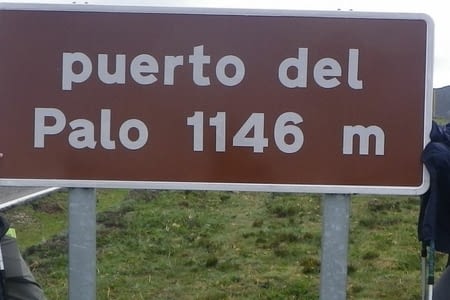 puerto del
Palo 1146 m